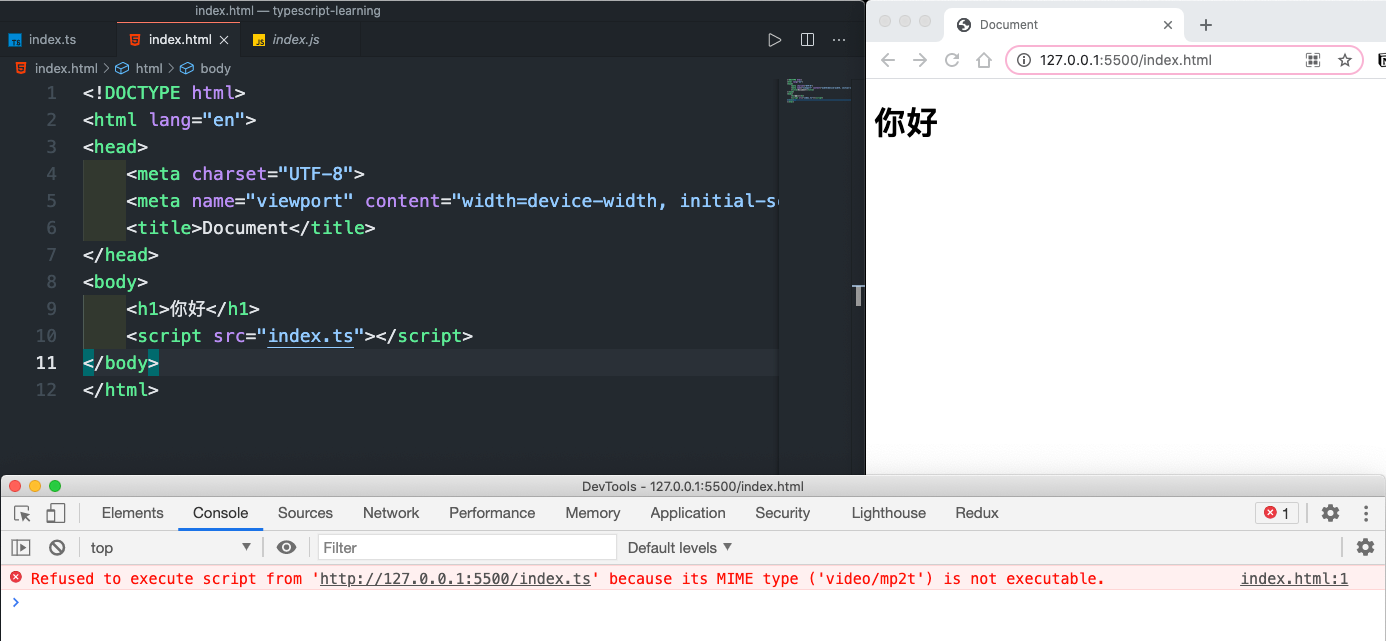 index.html — typescript-learning
index.ts index.html index.js
index.html > html > body
1 <!DOCTYPE html>
2 <html lang="en">
3 <head>
4 <meta charset="UTF-8">
5 <meta name="viewport" content="width=device-width, initial-sc
6 <title>Document</title>
7 </head>
8 <body>
9 <h1>你好</h1>
10 <script src="index.ts"></script>
11 </body>
12 </html>
Document
127.0.0.1:5500/index.html
你好
DevTools - 127.0.0.1:5500/index.html
Elements Console Sources Network Performance Memory Application Security Lighthouse Redux 1
top Filter Default levels
Refused to execute script from 'http://127.0.0.1:5500/index.ts' because its MIME type ('video/mp2t') is not executable. index.html:1